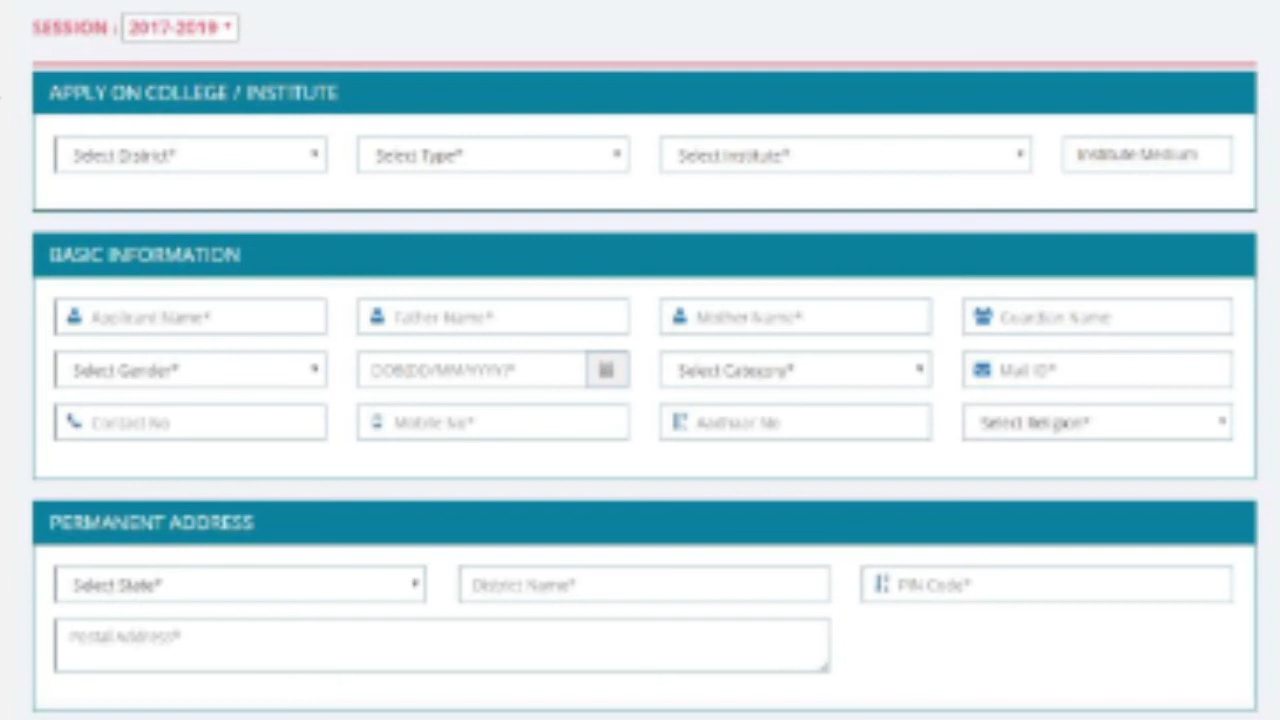 SESSION : 2017-2019
APPLY ON COLLEGE / INSTITUTE
Select District* Select Type* Select Institute* Institute Medium
BASIC INFORMATION
Applicant Name* Father Name* Mother Name* Guardian Name
Select Gender* DOB(DD/MM/YYYY)* Select Category* Mail ID*
Contact No Mobile No* Aadhaar No Select Religion*
PERMANENT ADDRESS
Select State* District Name* PIN Code*
Postal Address*